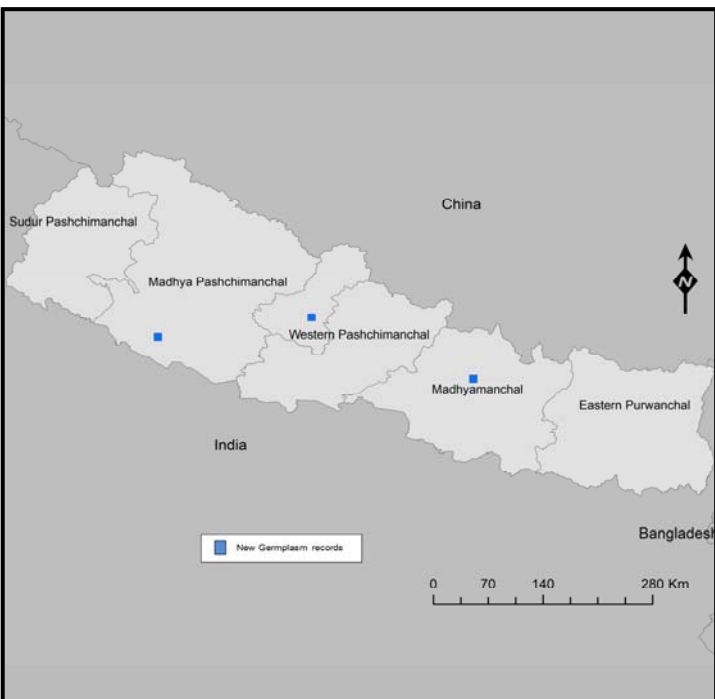 China
Sudur Pashchimanchal
Madhya Pashchimanchal
N
Western Pashchimanchal
Madhyamanchal
Eastern Purwanchal
India
Bangladesh
New Germplasm records
0 70 140 280 Km